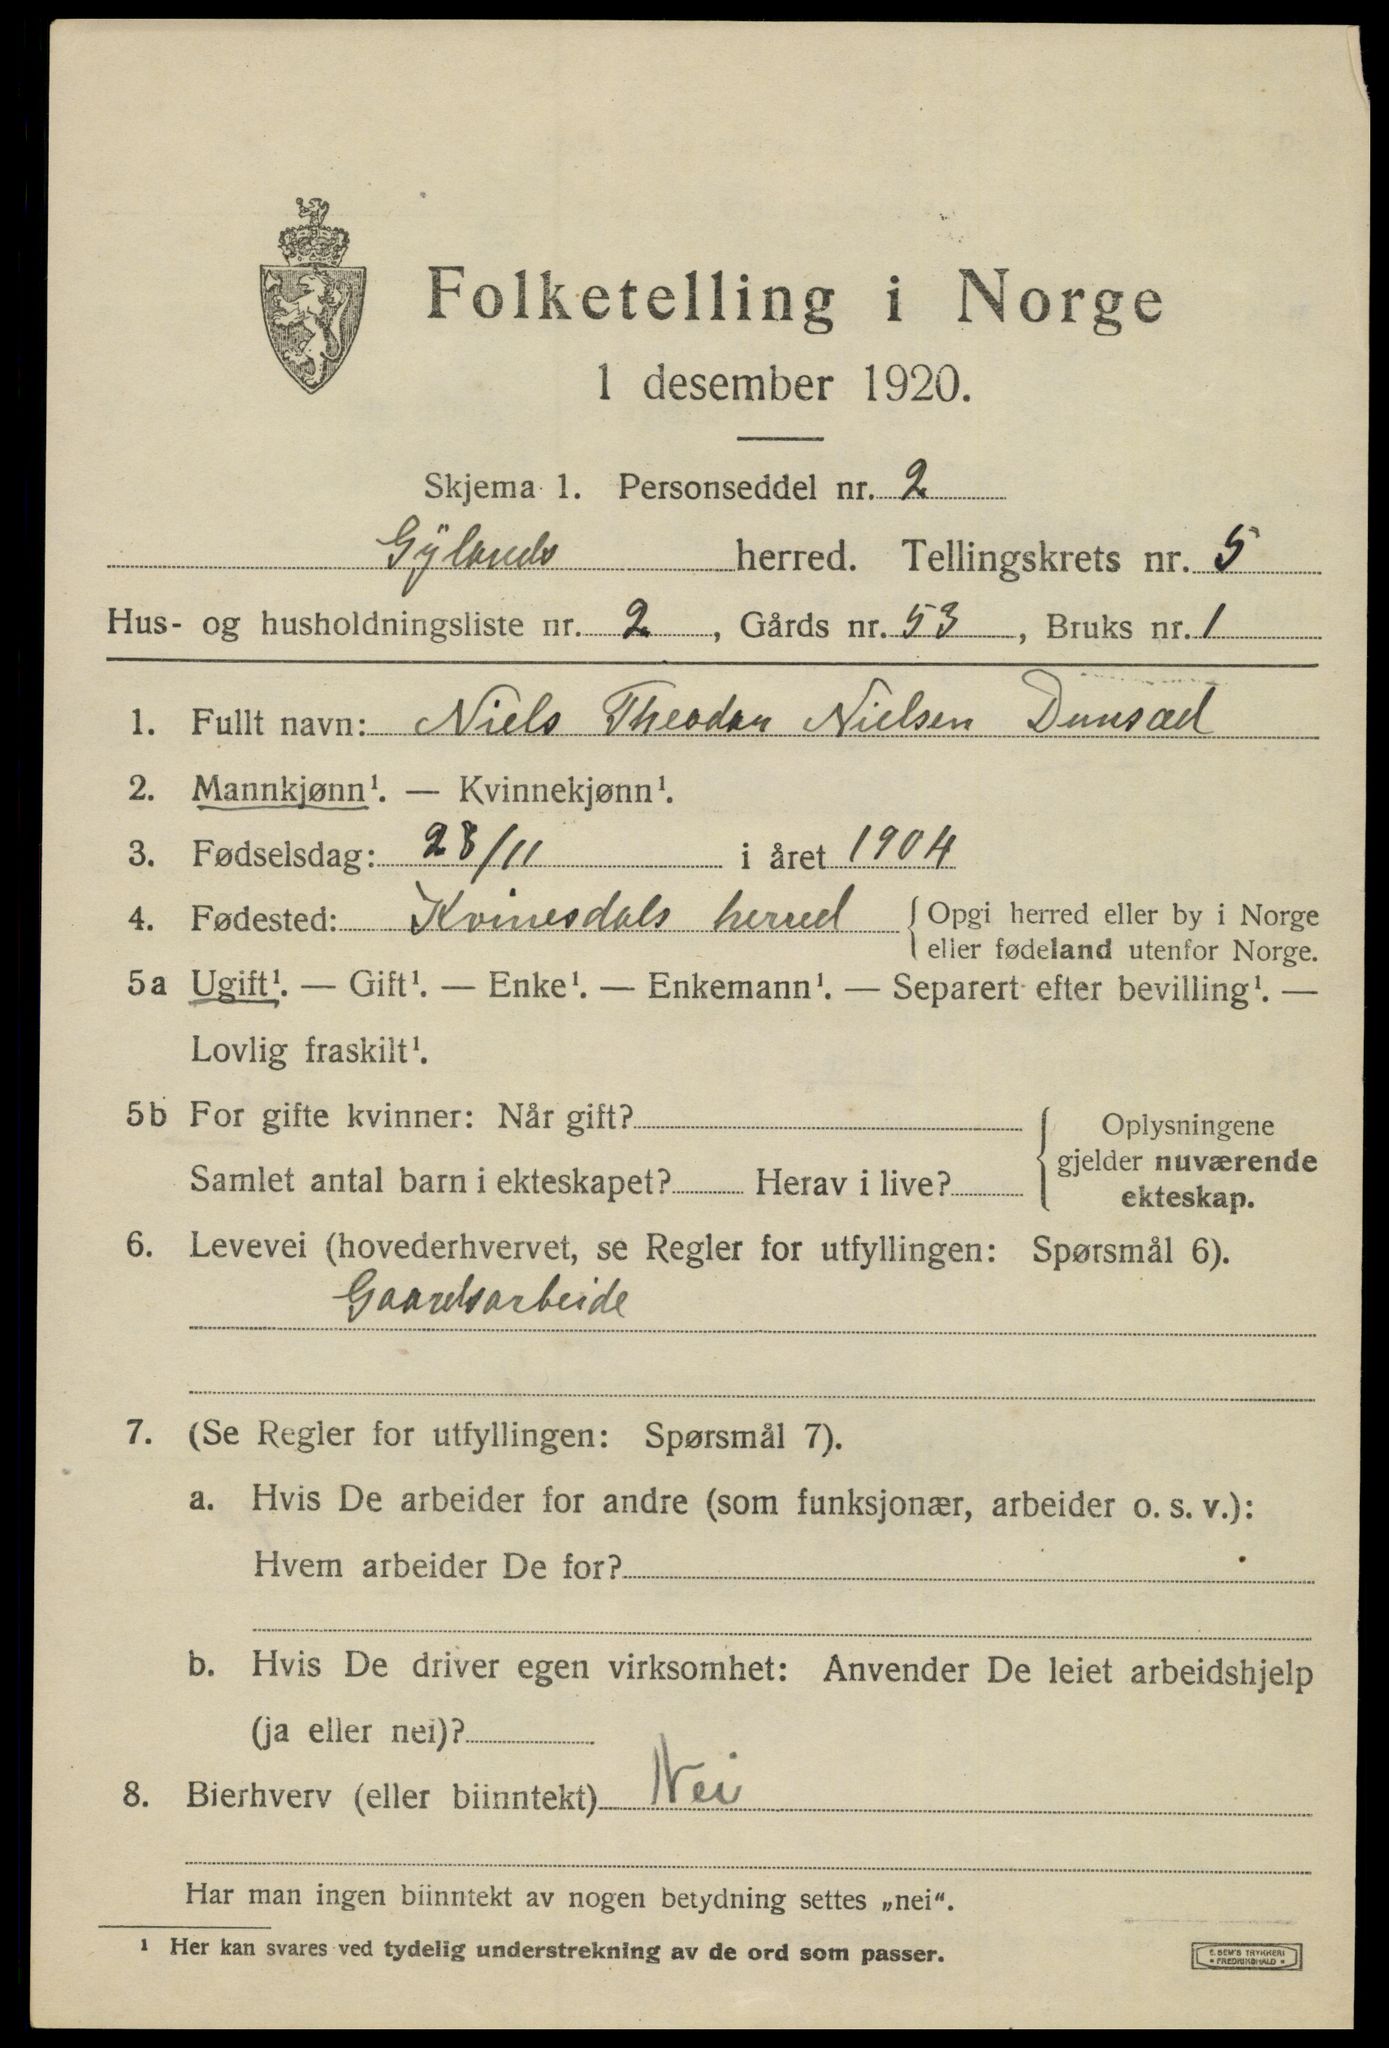 Folketelling i Norge
1 desember 1920.
Skjema 1. Personseddel nr. 2
Gÿlands herred. Tellingskrets nr. 5
Hus- og husholdningsliste nr. 2, Gårds nr. 53, Bruks nr. 1
1. Fullt navn: Niels Theodor Nielsen Dunsæd
2. Mannkjønn¹. — Kvinnekjønn¹.
3. Fødselsdag: 28/11 i året 1904
4. Fødested: Kvinesdals herred { Opgi herred eller by i Norge
eller fødeland utenfor Norge.
5a Ugift¹. — Gift¹. — Enke¹. — Enkemann¹. — Separert efter bevilling¹. —
Lovlig fraskilt¹.
5b For gifte kvinner: Når gift?
Samlet antal barn i ekteskapet? Herav i live?
{ Oplysningene
gjelder nuværende
ekteskap.
6. Levevei (hovederhvervet, se Regler for utfyllingen: Spørsmål 6).
Gaardsarbeide
7. (Se Regler for utfyllingen: Spørsmål 7).
a. Hvis De arbeider for andre (som funksjonær, arbeider o. s. v.):
Hvem arbeider De for?
b. Hvis De driver egen virksomhet: Anvender De leiet arbeidshjelp
(ja eller nei)?
8. Bierhverv (eller biinntekt) Nei
Har man ingen biinntekt av nogen betydning settes „nei“.
¹ Her kan svares ved tydelig understrekning av de ord som passer.
E. SEM'S TRYKKERI
* FREDRIKSHALD *